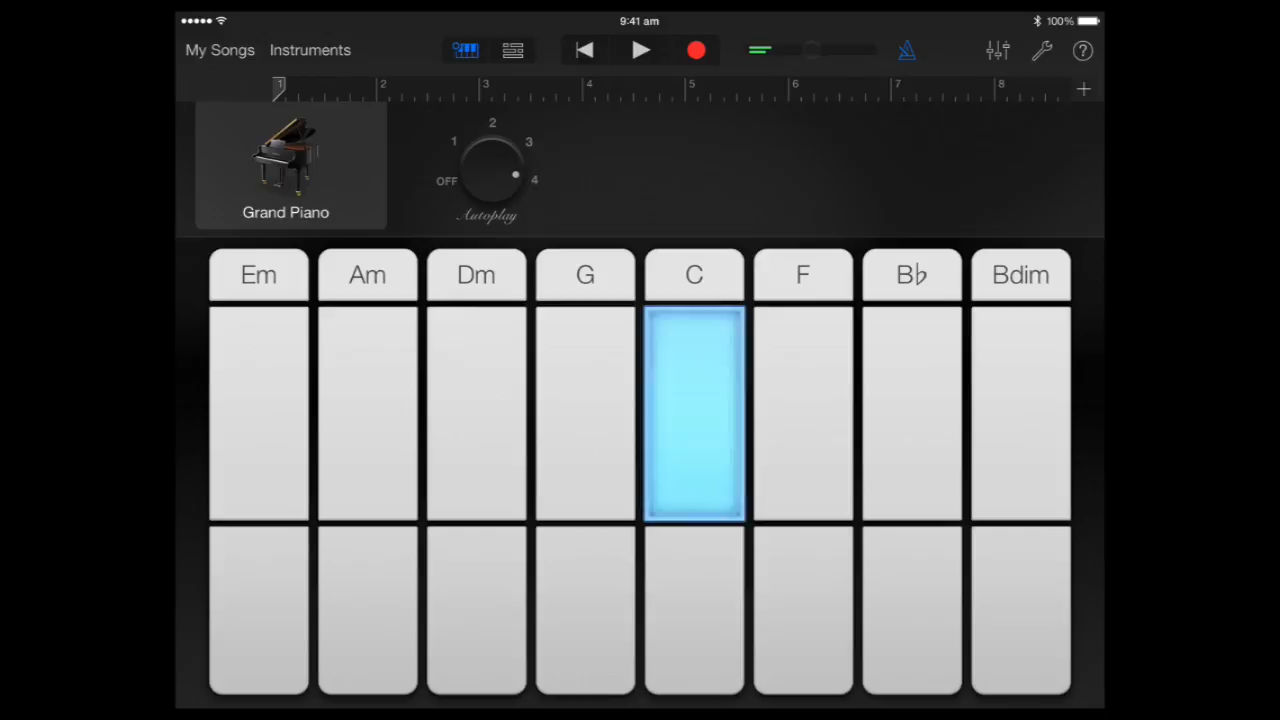 9:41 am
100%
My Songs Instruments
1 2 3 4 5 6 7 8
2
1 3
OFF 4
Autoplay
Grand Piano
Em Am Dm G C F B♭ Bdim